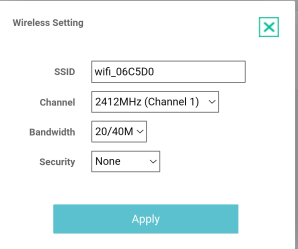 Wireless Setting
SSID wifi_06C5D0
Channel 2412MHz (Channel 1)
Bandwidth 20/40M
Security None
Apply